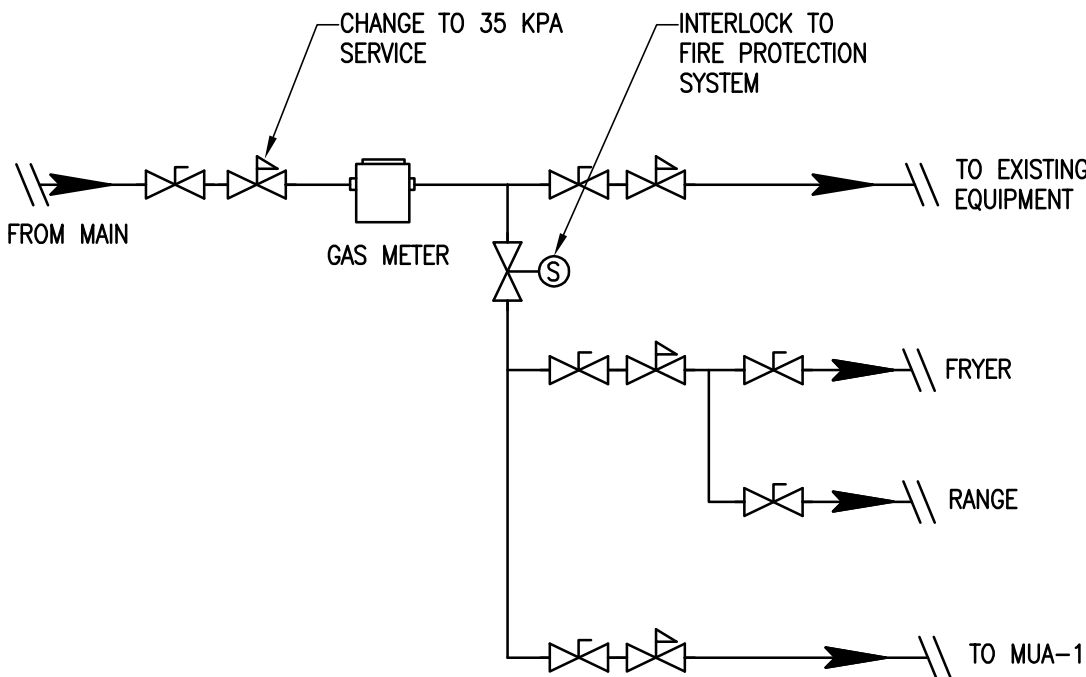 CHANGE TO 35 KPA
SERVICE
INTERLOCK TO
FIRE PROTECTION
SYSTEM
TO EXISTING
EQUIPMENT
FROM MAIN
GAS METER
S
FRYER
RANGE
TO MUA-1